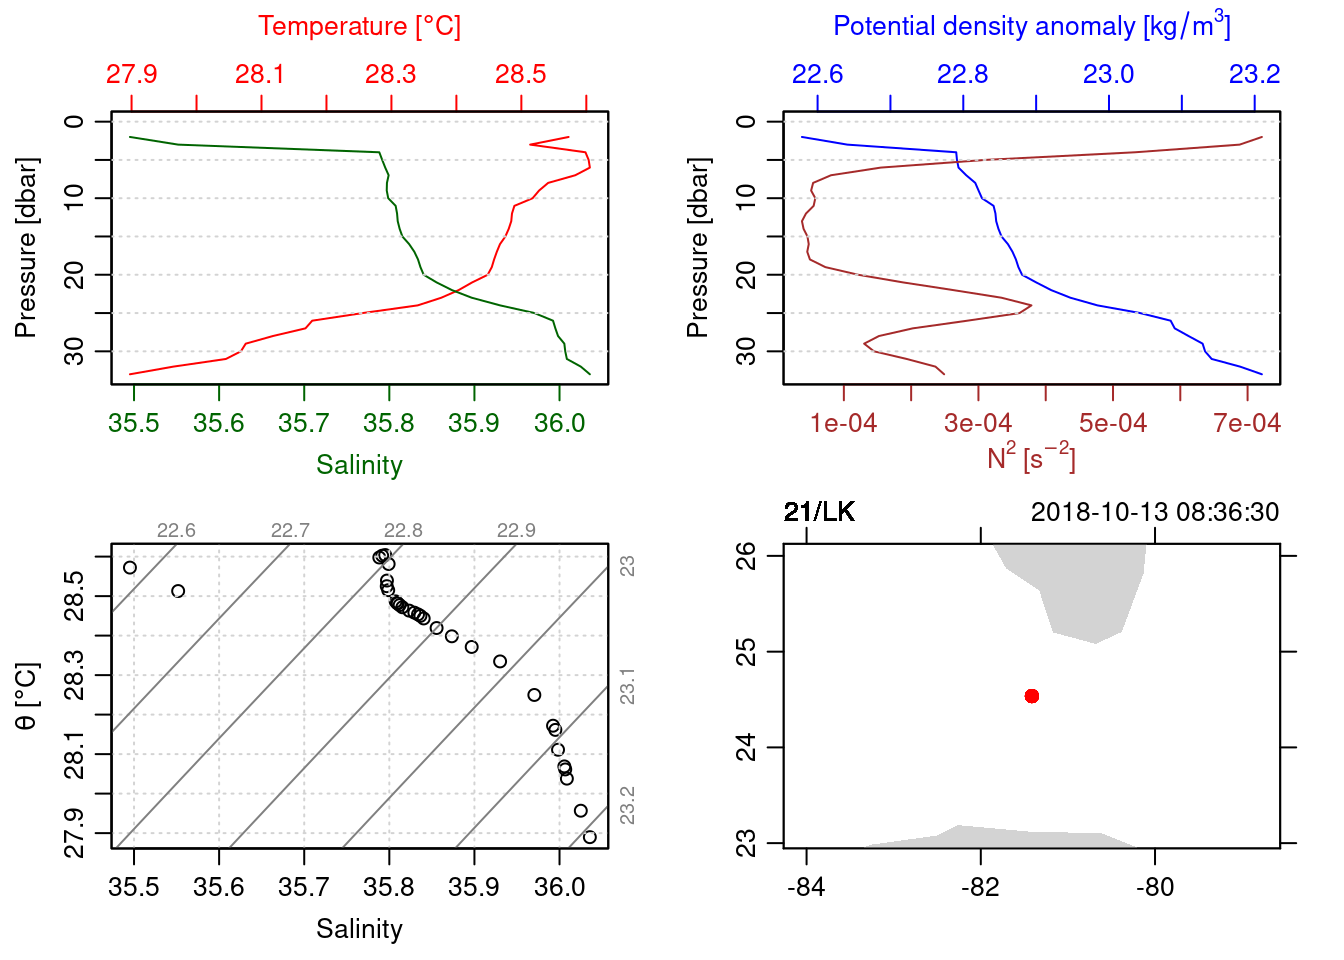 Temperature [°C]
27.9 28.1 28.3 28.5
Pressure [dbar]
0 10 20 30
35.5 35.6 35.7 35.8 35.9 36.0
Salinity
Potential density anomaly [kg/m³]
22.6 22.8 23.0 23.2
Pressure [dbar]
0 10 20 30
1e-04 3e-04 5e-04 7e-04
N² [s⁻²]
22.6 22.7 22.8 22.9
23
23.1
23.2
θ [°C]
28.5 28.3 28.1 27.9
35.5 35.6 35.7 35.8 35.9 36.0
Salinity
21/LK 2018-10-13 08:36:30
26 25 24 23
-84 -82 -80